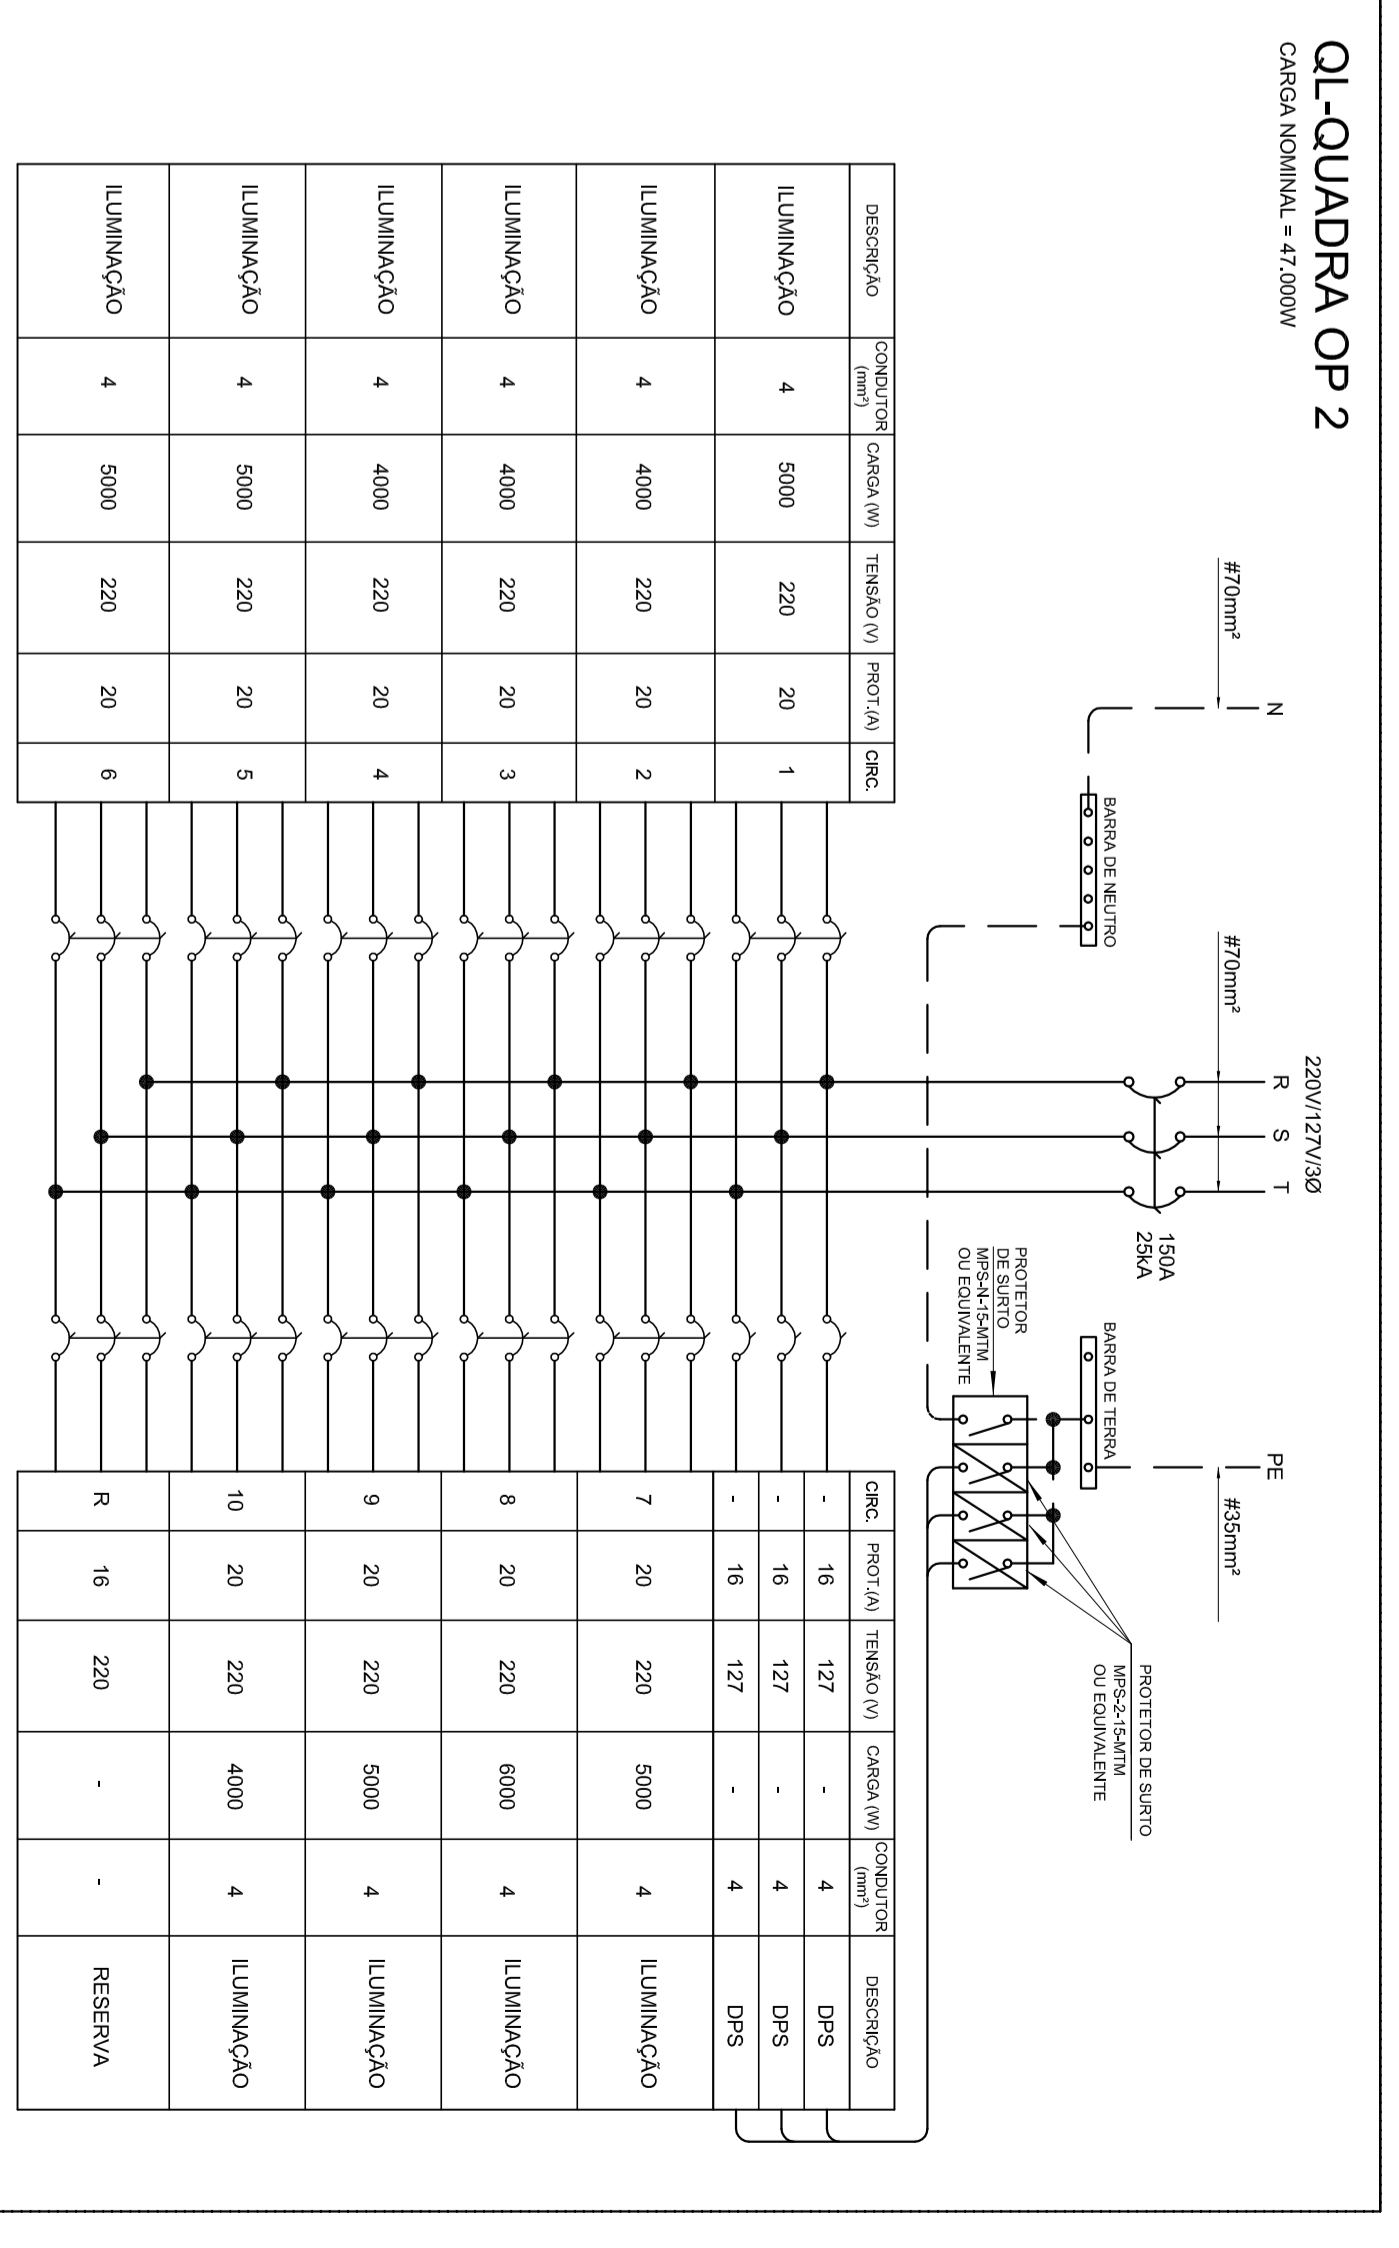 QL-QUADRA OP 2
CARGA NOMINAL = 47.000W
220V/127V/3Ø
N
R
S
T
PE
#70mm²
#70mm²
#35mm²
150A
25kA
BARRA DE NEUTRO
BARRA DE TERRA
PROTETOR
DE SURTO
MPS-N-15-MTM
OU EQUIVALENTE
PROTETOR DE SURTO
MPS-2-15-MTM
OU EQUIVALENTE
DESCRIÇÃO CONDUTOR (mm²) CARGA (W) TENSÃO (V) PROT.(A) CIRC.
ILUMINAÇÃO 4 5000 220 20 1
ILUMINAÇÃO 4 4000 220 20 2
ILUMINAÇÃO 4 4000 220 20 3
ILUMINAÇÃO 4 4000 220 20 4
ILUMINAÇÃO 4 5000 220 20 5
ILUMINAÇÃO 4 5000 220 20 6
CIRC. PROT.(A) TENSÃO (V) CARGA (W) CONDUTOR (mm²) DESCRIÇÃO
- 16 127 - 4 DPS
- 16 127 - 4 DPS
- 16 127 - 4 DPS
7 20 220 5000 4 ILUMINAÇÃO
8 20 220 6000 4 ILUMINAÇÃO
9 20 220 5000 4 ILUMINAÇÃO
10 20 220 4000 4 ILUMINAÇÃO
R 16 220 - - RESERVA